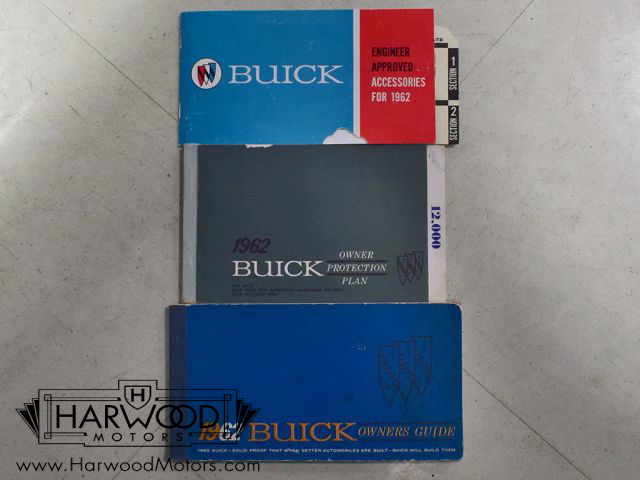 BUICK
ENGINEER
APPROVED
ACCESSORIES
FOR 1962
SECTION 1
SECTION 2
1962
BUICK
OWNER
PROTECTION
PLAN
12,000
1962 BUICK OWNERS GUIDE
1962 BUICK - SOLID PROOF THAT WHEN BETTER AUTOMOBILES ARE BUILT - BUICK WILL BUILD THEM
H
HARWOOD
MOTORS
www.HarwoodMotors.com